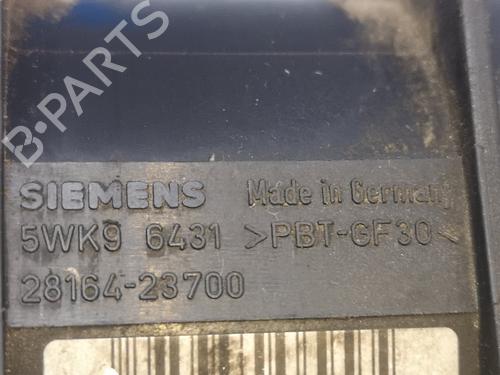 B-PARTS
SIEMENS Made in Germany
5WK9 6431 >PBT-GF30<
28164-23700